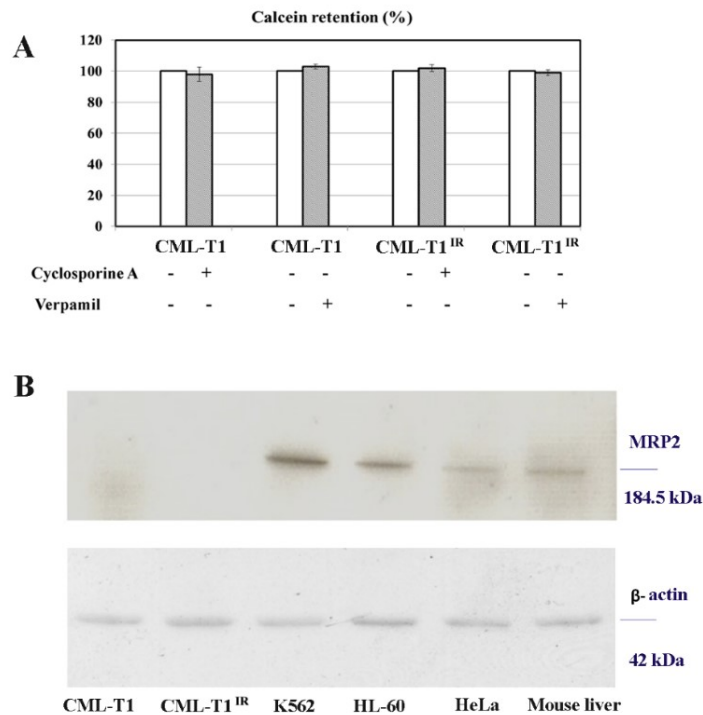 Calcein retention (%)
A
120
100
80
60
40
20
0
CML-T1 CML-T1 CML-T1 IR CML-T1 IR
Cyclosporine A - + - - - + - -
Verpamil - - - + - - - +
B
MRP2
184.5 kDa
β- actin
42 kDa
CML-T1 CML-T1 IR K562 HL-60 HeLa Mouse liver